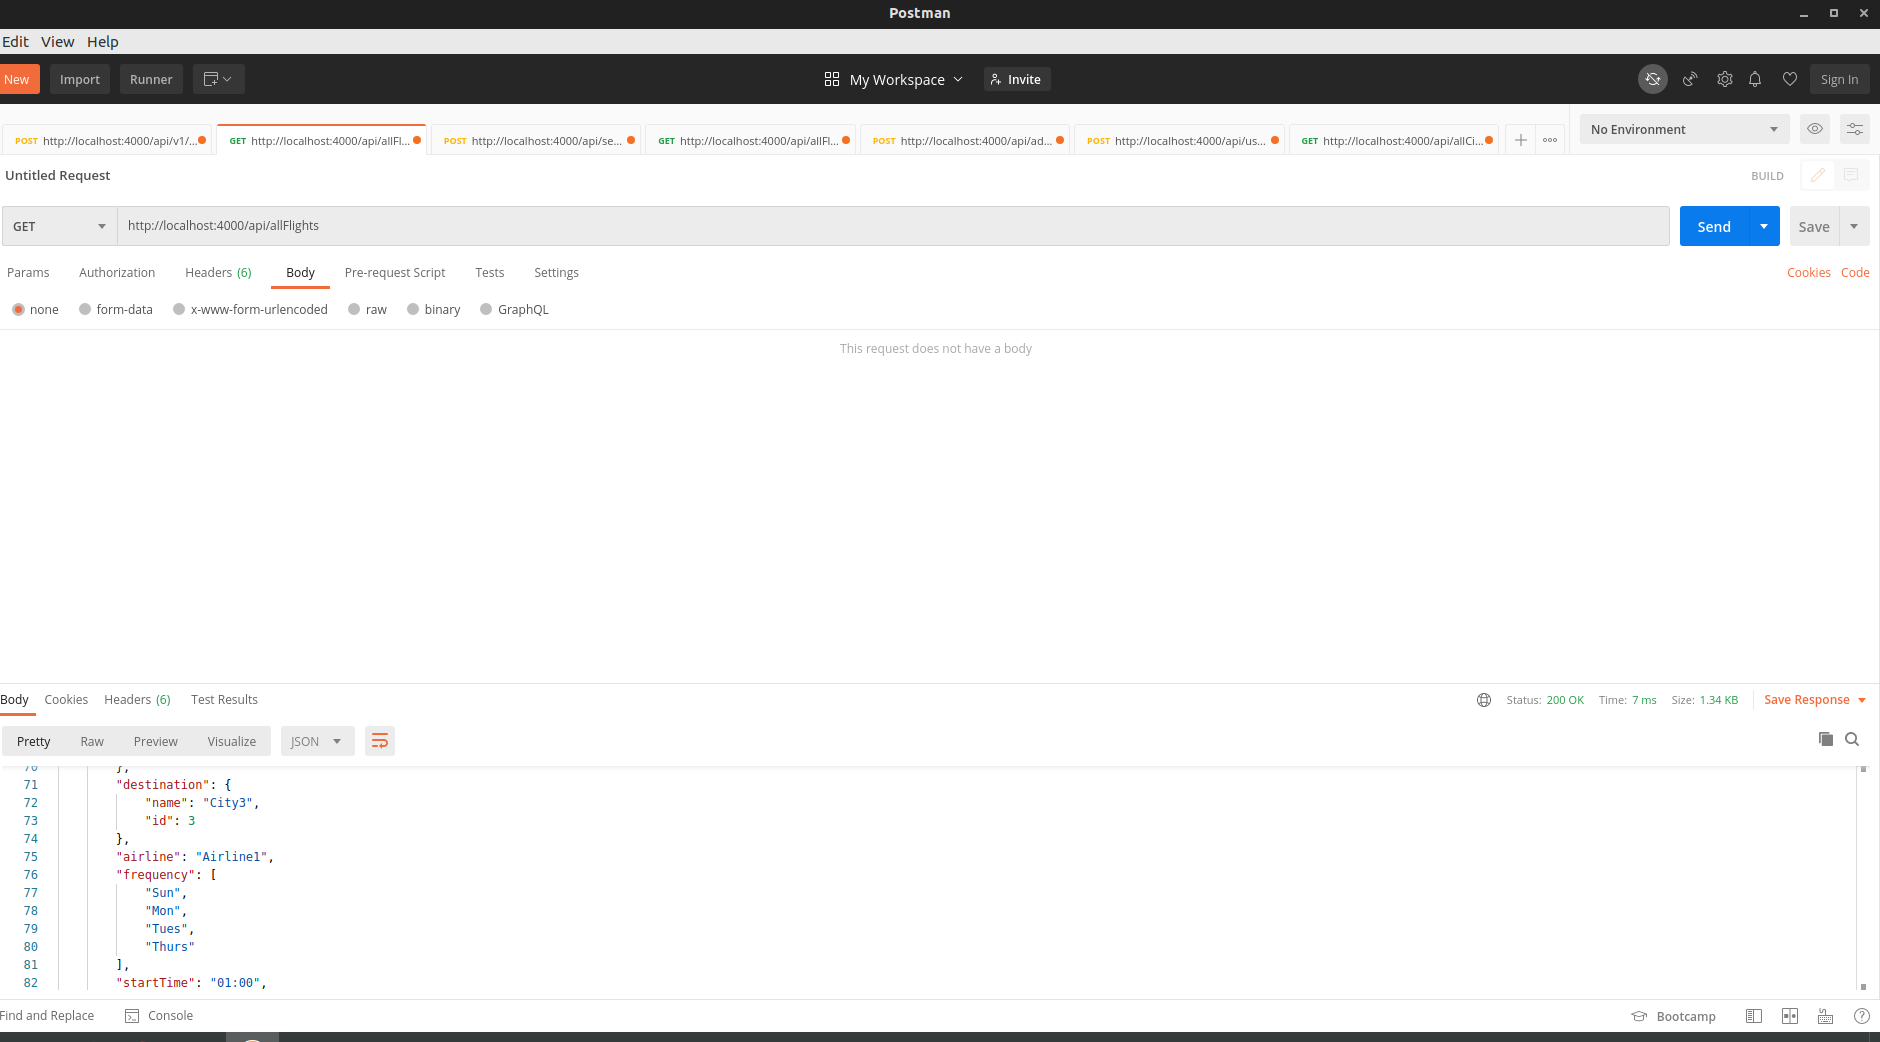 Postman
Edit View Help
New Import Runner My Workspace Invite Sign In
POST http://localhost:4000/api/v1/... GET http://localhost:4000/api/allFl... POST http://localhost:4000/api/se... GET http://localhost:4000/api/allFl... POST http://localhost:4000/api/ad... POST http://localhost:4000/api/us... GET http://localhost:4000/api/allCi... No Environment
Untitled Request BUILD
GET http://localhost:4000/api/allFlights Send Save
Params Authorization Headers (6) Body Pre-request Script Tests Settings Cookies Code
none form-data x-www-form-urlencoded raw binary GraphQL
This request does not have a body
Body Cookies Headers (6) Test Results Status: 200 OK Time: 7 ms Size: 1.34 KB Save Response
Pretty Raw Preview Visualize JSON
70 },
71 "destination": {
72 "name": "City3",
73 "id": 3
74 },
75 "airline": "Airline1",
76 "frequency": [
77 "Sun",
78 "Mon",
79 "Tues",
80 "Thurs"
81 ],
82 "startTime": "01:00",
Find and Replace Console Bootcamp